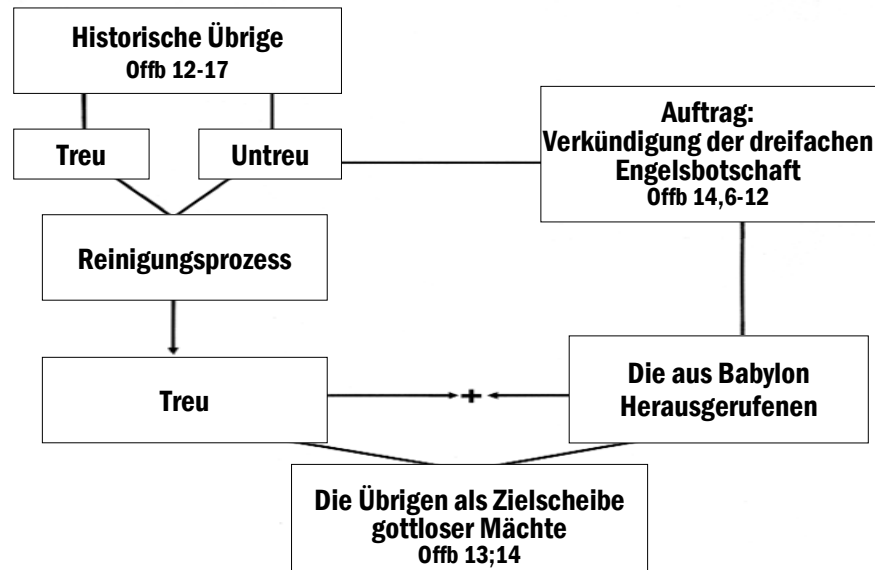 Historische Übrige
Offb 12-17
Auftrag:
Verkündigung der dreifachen
Engelsbotschaft
Offb 14,6-12
Treu
Untreu
Reinigungsprozess
Treu
+
Die aus Babylon
Herausgerufenen
Die Übrigen als Zielscheibe
gottloser Mächte
Offb 13;14